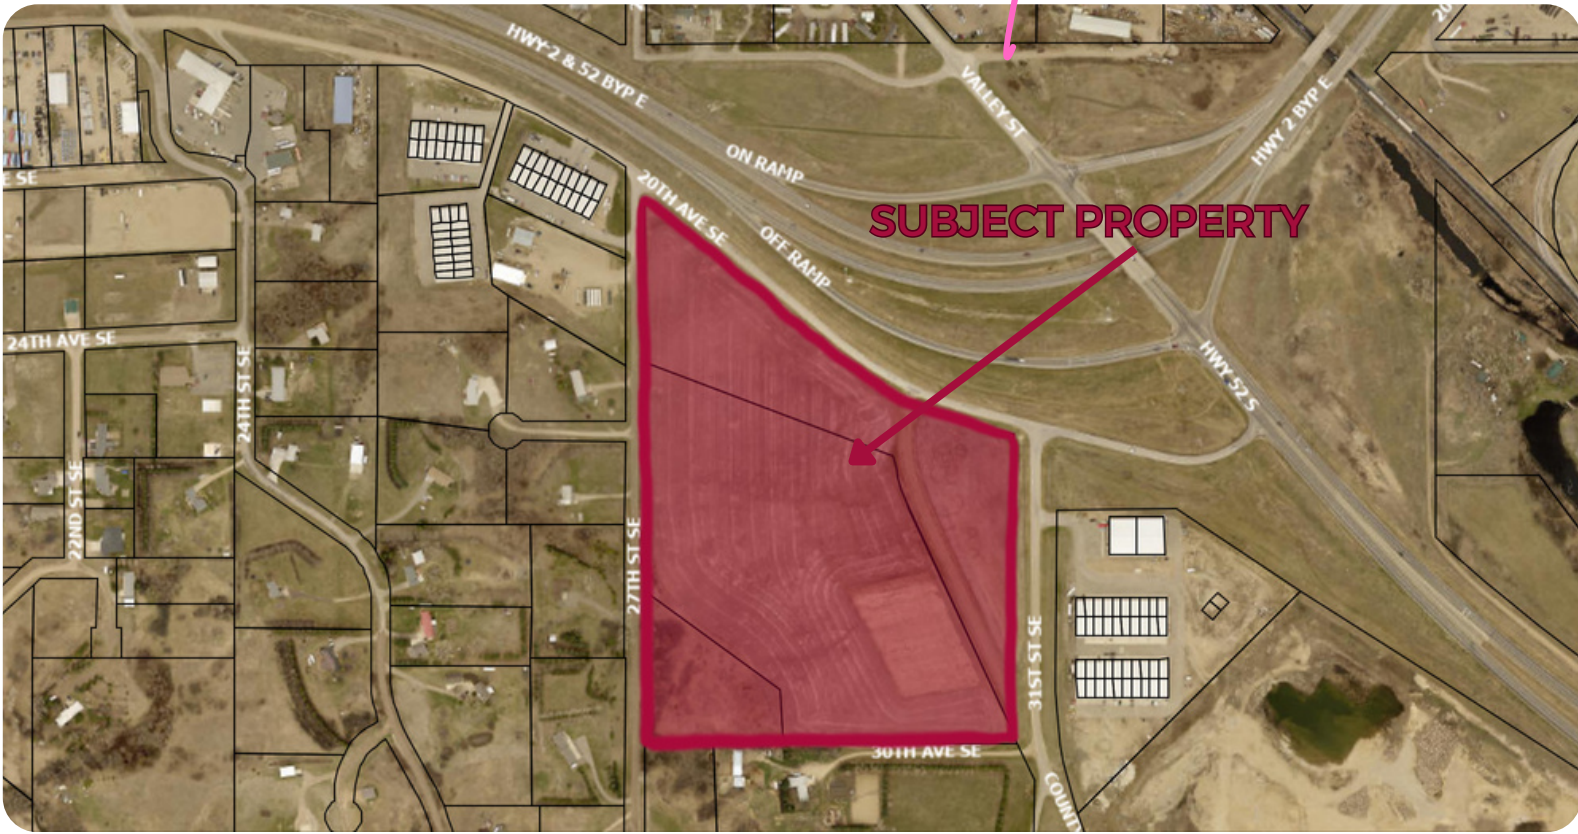 HWY 2 & 52 BYP E
VALLEY ST
20
HWY 2 BYP E
ON RAMP
E SE
20TH AVE SE
SUBJECT PROPERTY
OFF RAMP
24TH AVE SE
24TH ST SE
HWY 52 S
22ND ST SE
27TH ST SE
31ST ST SE
30TH AVE SE
COUNTY